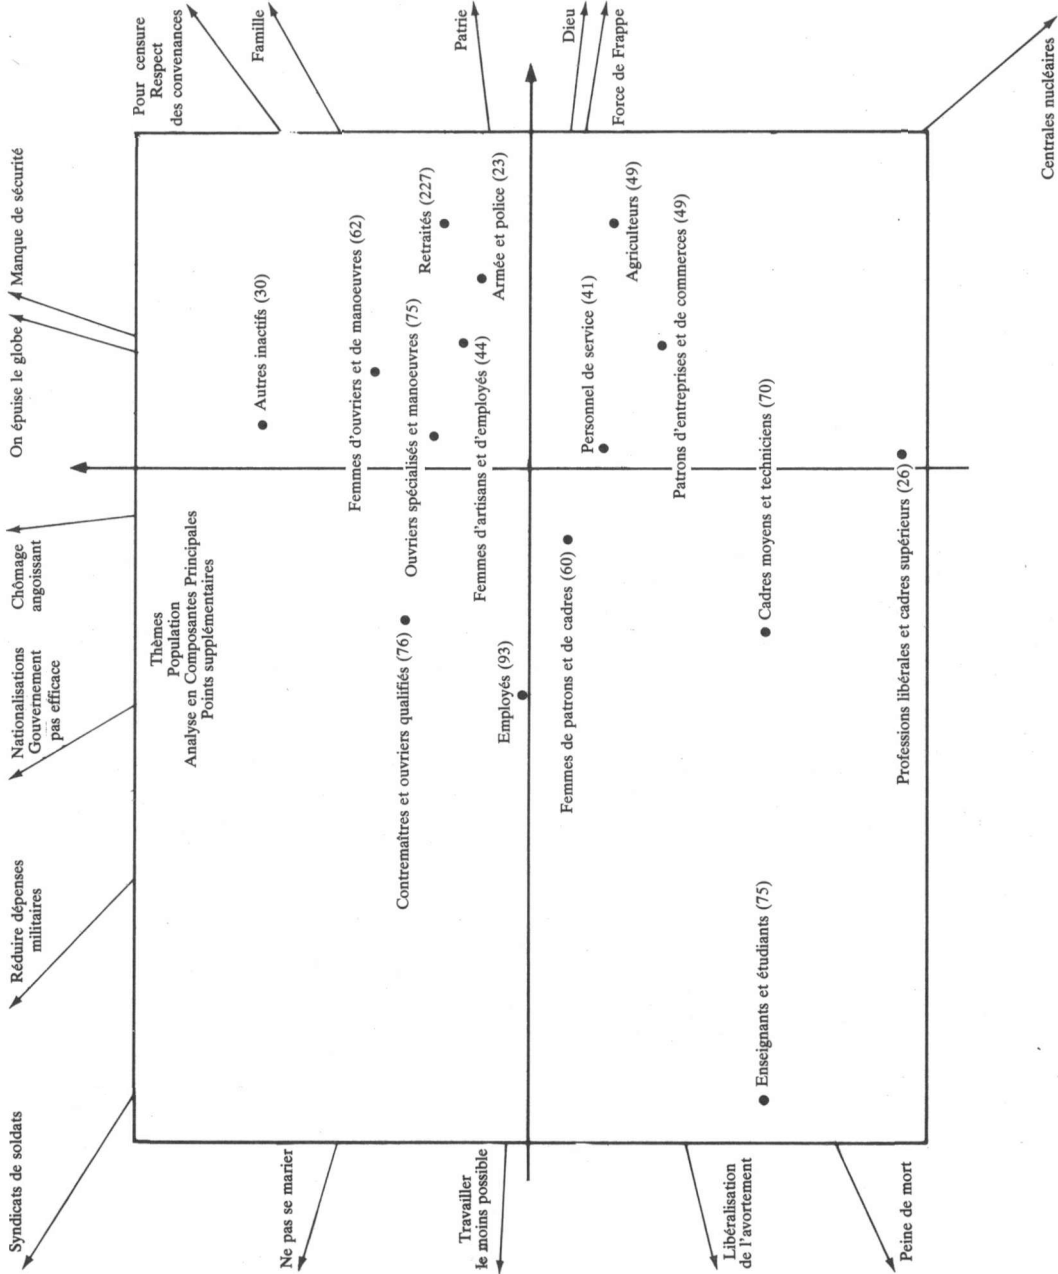 Syndicats de soldats
Réduire dépenses
militaires
Nationalisations
Gouvernement
pas efficace
Chômage
angoissant
On épuise le globe
Manque de sécurité
Pour censure
Respect
des convenances
Thèmes
Population
Analyse en Composantes Principales
Points supplémentaires
Autres inactifs (30)
Famille
Ne pas se marier
Femmes d'ouvriers et de manoeuvres (62)
Contremaîtres et ouvriers qualifiés (76)
Ouvriers spécialisés et manoeuvres (75)
Retraités (227)
Patrie
Travailler
le moins possible
Femmes d'artisans et d'employés (44)
Armée et police (23)
Employés (93)
Dieu
Femmes de patrons et de cadres (60)
Personnel de service (41)
Force de Frappe
Agriculteurs (49)
Patrons d'entreprises et de commerces (49)
Libéralisation
de l'avortement
Enseignants et étudiants (75)
Cadres moyens et techniciens (70)
Peine de mort
Professions libérales et cadres supérieurs (26)
Centrales nucléaires